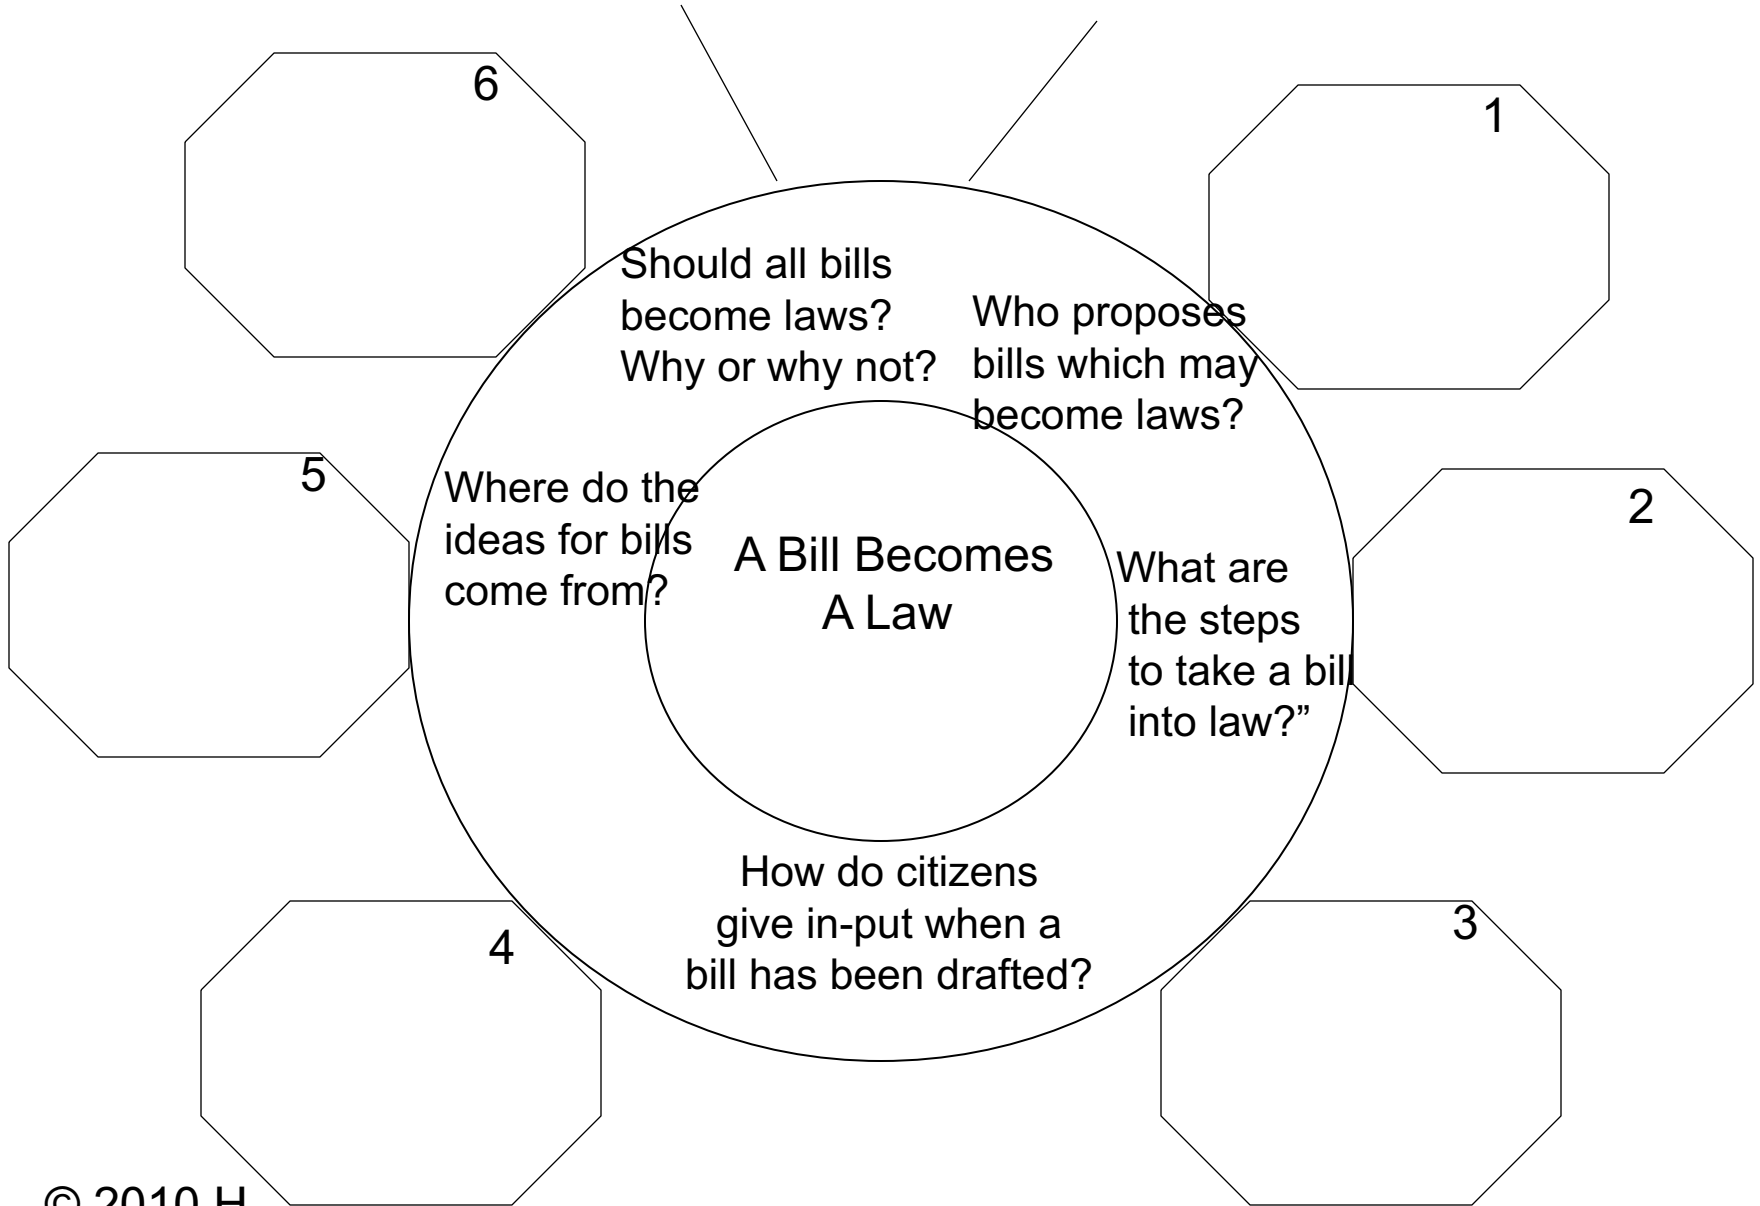 6
1
Should all bills
become laws?
Why or why not?
Who proposes
bills which may
become laws?
5
Where do the
ideas for bills
come from?
A Bill Becomes
A Law
2
What are
the steps
to take a bill
into law?”
How do citizens
give in-put when a
bill has been drafted?
4
3
© 2010 H